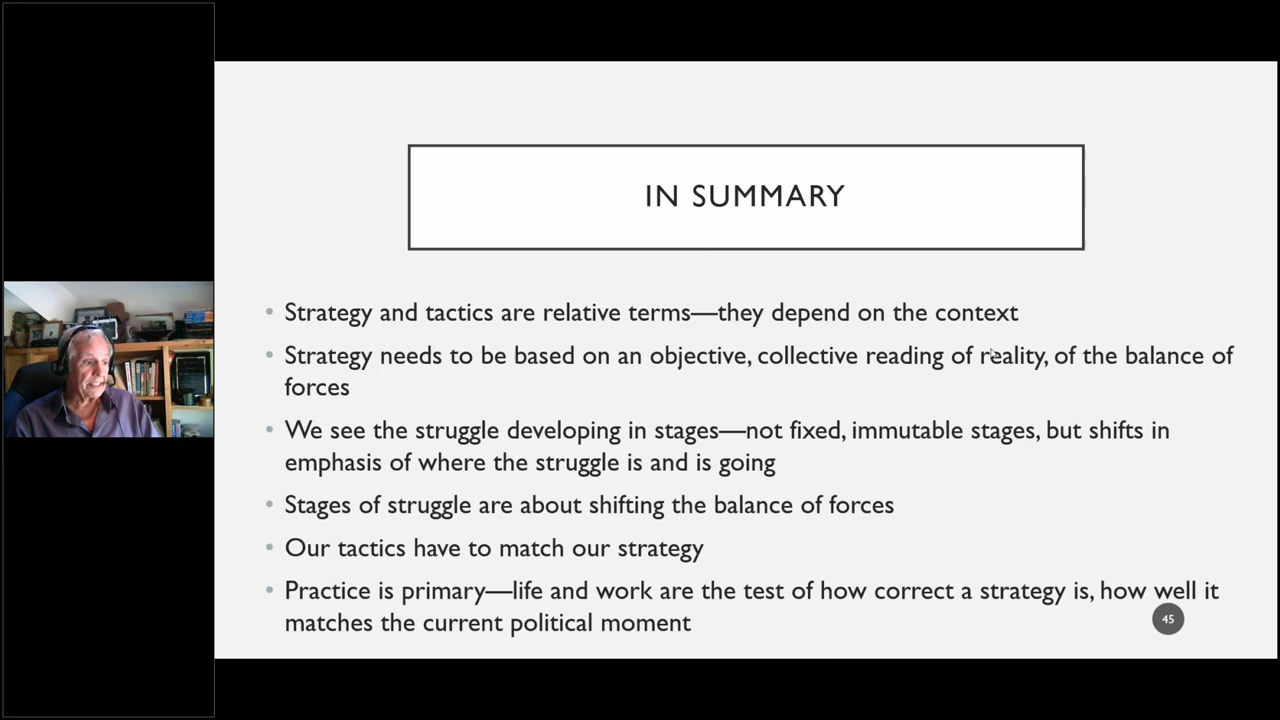 IN SUMMARY
• Strategy and tactics are relative terms—they depend on the context
• Strategy needs to be based on an objective, collective reading of reality, of the balance of
forces
• We see the struggle developing in stages—not fixed, immutable stages, but shifts in
emphasis of where the struggle is and is going
• Stages of struggle are about shifting the balance of forces
• Our tactics have to match our strategy
• Practice is primary—life and work are the test of how correct a strategy is, how well it
matches the current political moment
45